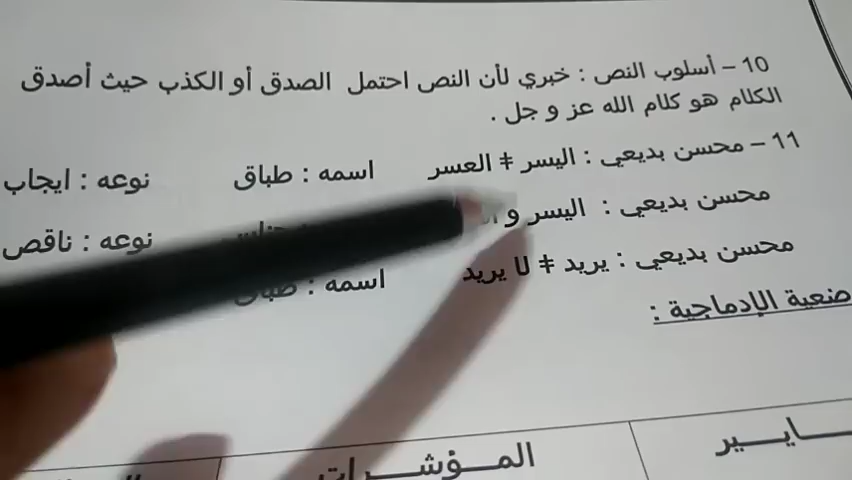 10 – أسلوب النص : خبري لأن النص احتمل الصدق أو الكذب حيث أصدق
الكلام هو كلام الله عز و جل .
11 – محسن بديعي : اليسر ≠ العسر اسمه : طباق نوعه : ايجاب
محسن بديعي : اليسر و نوعه : ناقص
محسن بديعي : يريد ≠ لا يريد اسمه : طباق
ضعية الإدماجية :
المـــؤشـــرات